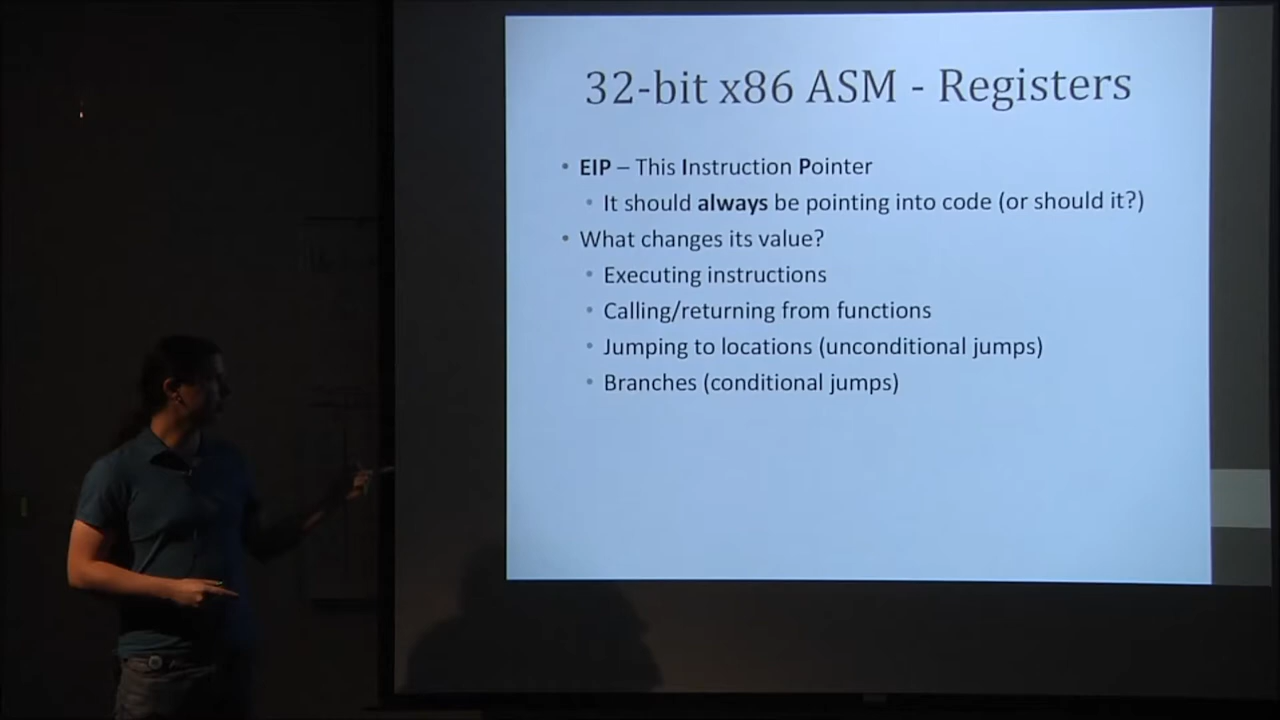 32-bit x86 ASM - Registers
• EIP – This Instruction Pointer
• It should always be pointing into code (or should it?)
• What changes its value?
• Executing instructions
• Calling/returning from functions
• Jumping to locations (unconditional jumps)
• Branches (conditional jumps)